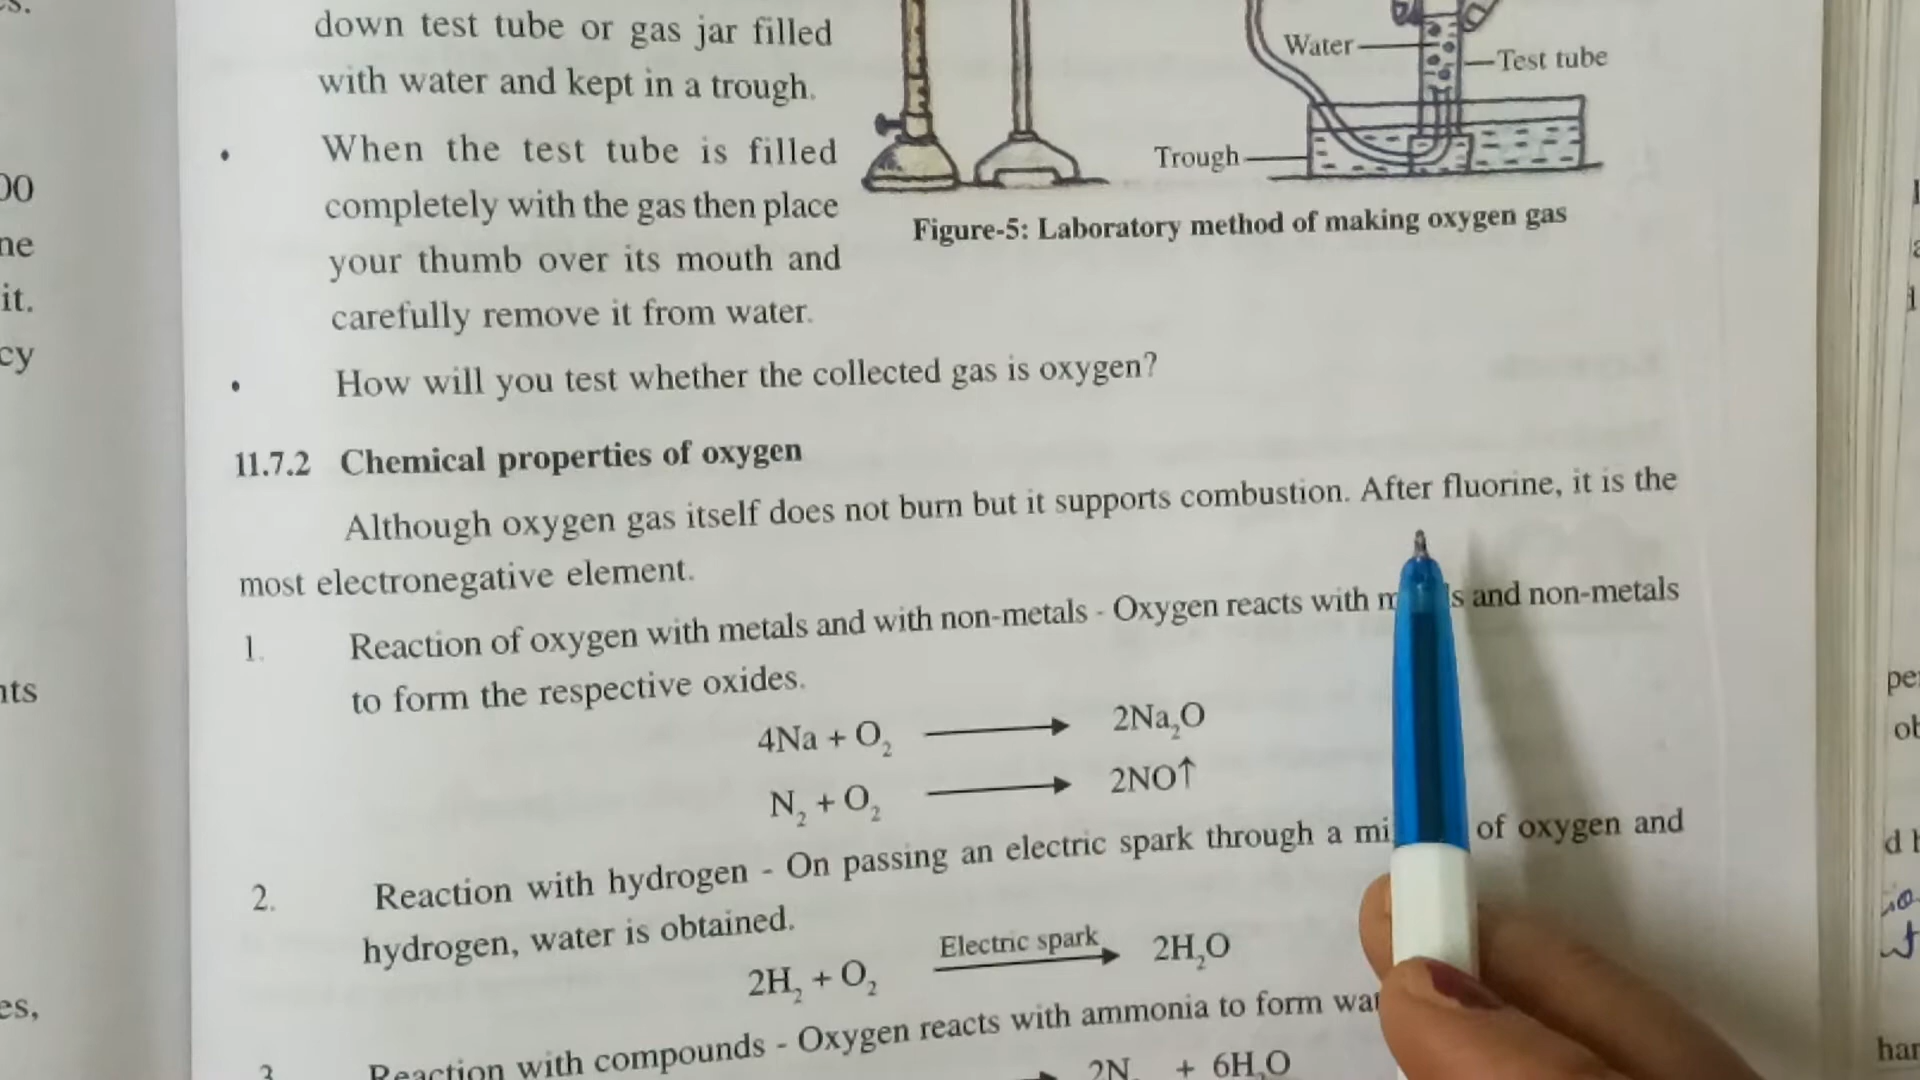 down test tube or gas jar filled
with water and kept in a trough.
• When the test tube is filled
completely with the gas then place
your thumb over its mouth and
carefully remove it from water.
Water
Test tube
Trough
Figure-5: Laboratory method of making oxygen gas
• How will you test whether the collected gas is oxygen?
11.7.2 Chemical properties of oxygen
Although oxygen gas itself does not burn but it supports combustion. After fluorine, it is the
most electronegative element.
1. Reaction of oxygen with metals and with non-metals - Oxygen reacts with and non-metals
to form the respective oxides.
4Na + O₂ ⟶ 2Na₂O
N₂ + O₂ ⟶ 2NO↑
2. Reaction with hydrogen - On passing an electric spark through a of oxygen and
hydrogen, water is obtained.
Electric spark
2H₂ + O₂ ⟶ 2H₂O
3. Reaction with compounds - Oxygen reacts with ammonia to form
2N + 6H₂O
it.